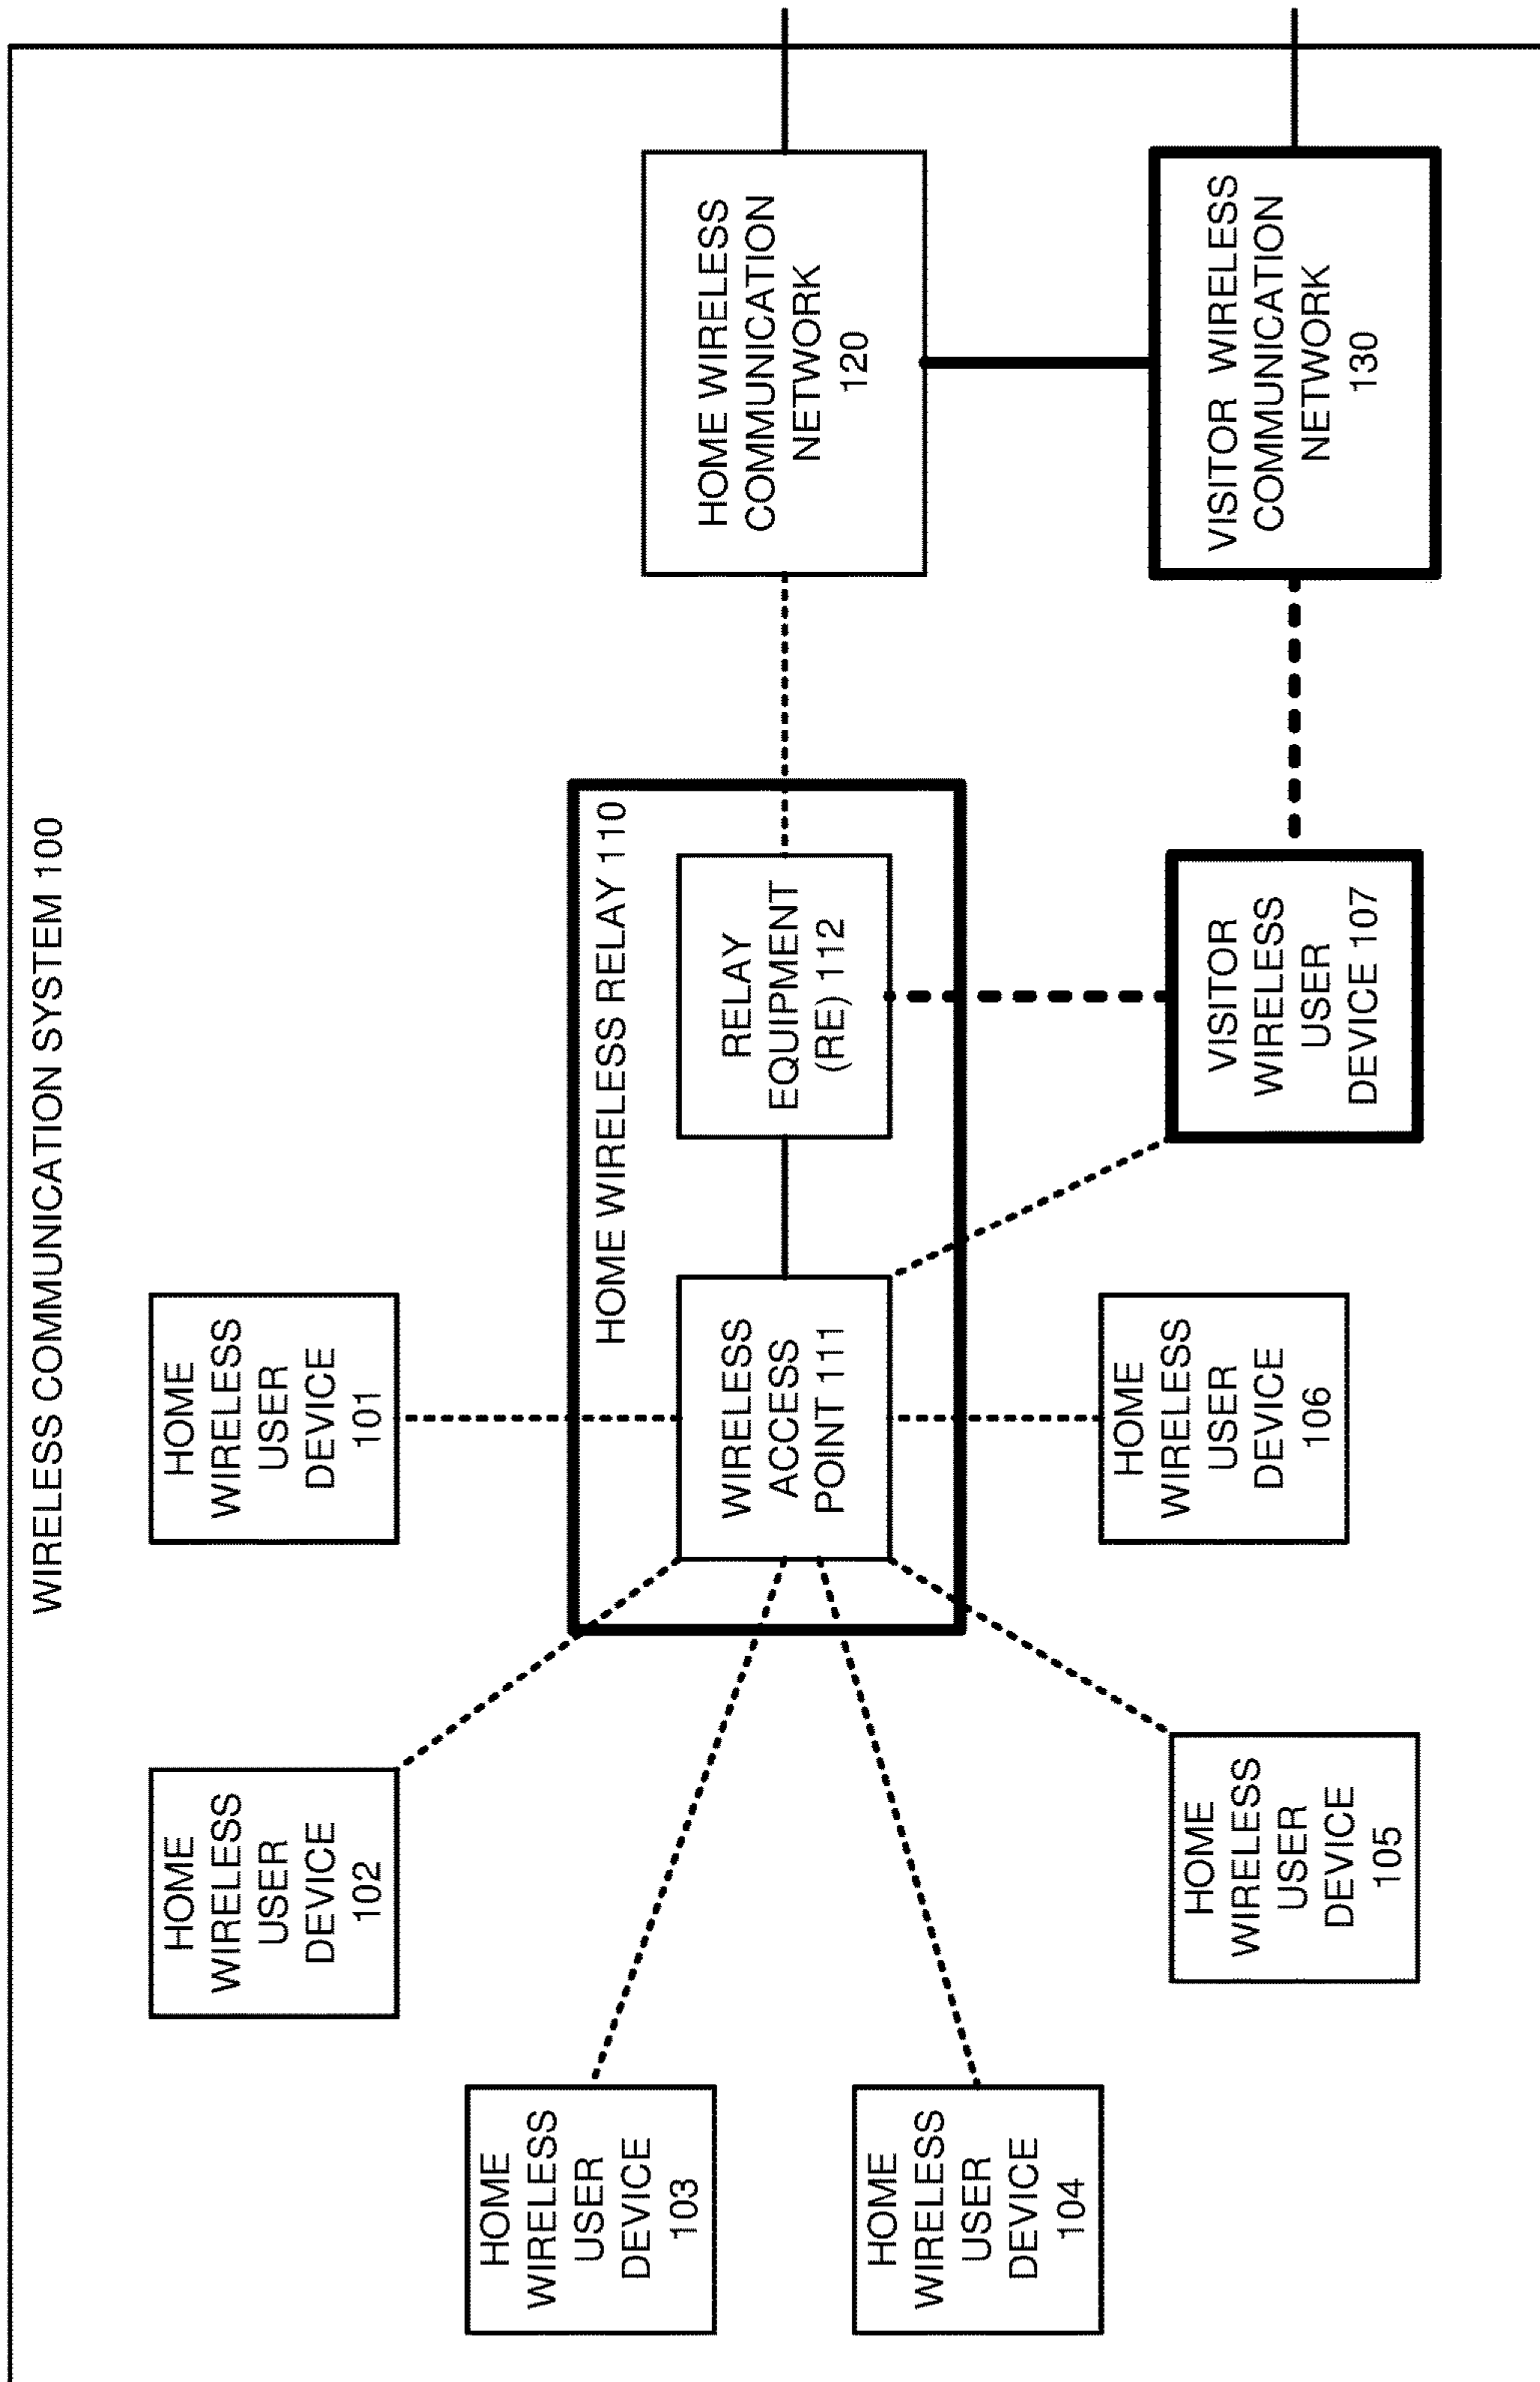 WIRELESS COMMUNICATION SYSTEM 100
HOME
WIRELESS
USER
DEVICE
102
HOME
WIRELESS
USER
DEVICE
101
HOME
WIRELESS
USER
DEVICE
103
HOME WIRELESS RELAY 110
WIRELESS
ACCESS
POINT 111
RELAY
EQUIPMENT
(RE) 112
HOME WIRELESS
COMMUNICATION
NETWORK
120
HOME
WIRELESS
USER
DEVICE
104
HOME
WIRELESS
USER
DEVICE
105
HOME
WIRELESS
USER
DEVICE
106
VISITOR
WIRELESS
USER
DEVICE 107
VISITOR WIRELESS
COMMUNICATION
NETWORK
130